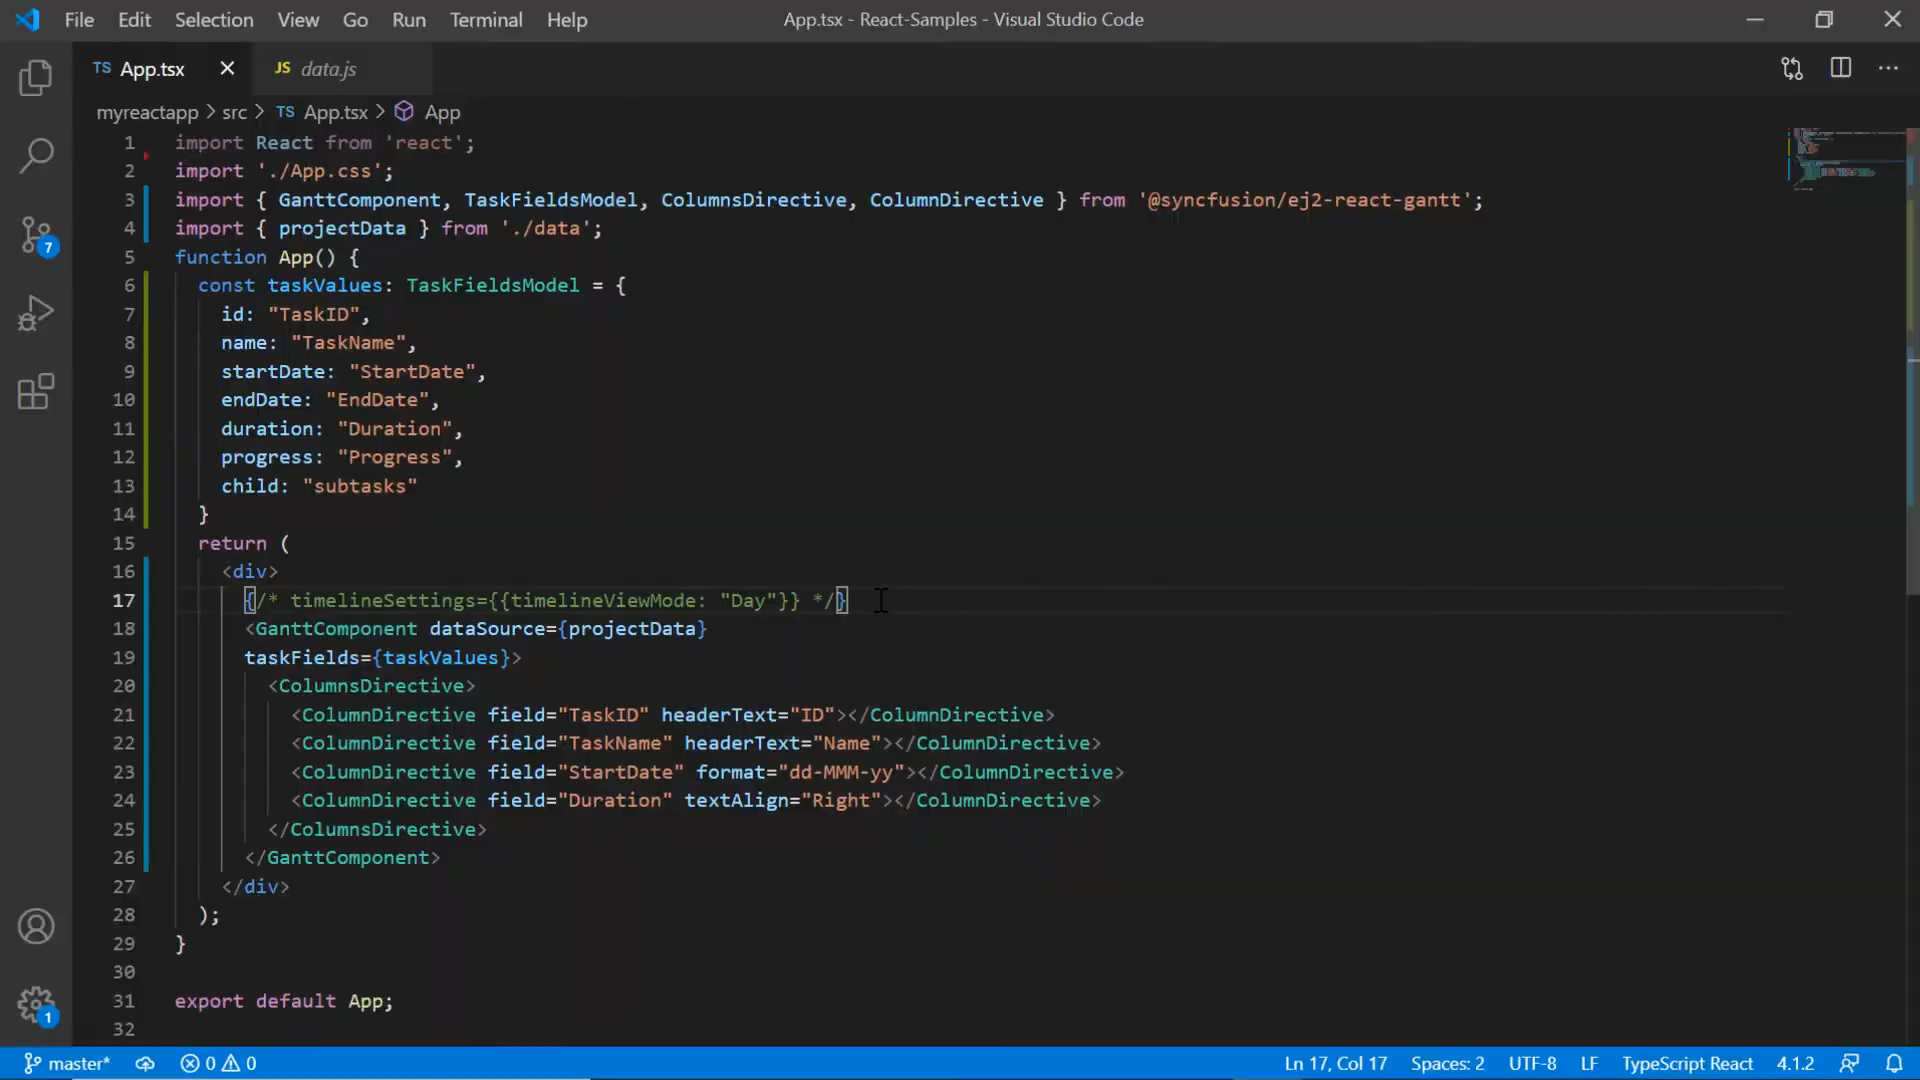 File Edit Selection View Go Run Terminal Help App.tsx - React-Samples - Visual Studio Code
TS App.tsx JS data.js
myreactapp > src > TS App.tsx > App
1 import React from 'react';
2 import './App.css';
3 import { GanttComponent, TaskFieldsModel, ColumnsDirective, ColumnDirective } from '@syncfusion/ej2-react-gantt';
4 import { projectData } from './data';
5 function App() {
6 const taskValues: TaskFieldsModel = {
7 id: "TaskID",
8 name: "TaskName",
9 startDate: "StartDate",
10 endDate: "EndDate",
11 duration: "Duration",
12 progress: "Progress",
13 child: "subtasks"
14 }
15 return (
16 <div>
17 {/* timelineSettings={{timelineViewMode: "Day"}} */}
18 <GanttComponent dataSource={projectData}
19 taskFields={taskValues}>
20 <ColumnsDirective>
21 <ColumnDirective field="TaskID" headerText="ID"></ColumnDirective>
22 <ColumnDirective field="TaskName" headerText="Name"></ColumnDirective>
23 <ColumnDirective field="StartDate" format="dd-MMM-yy"></ColumnDirective>
24 <ColumnDirective field="Duration" textAlign="Right"></ColumnDirective>
25 </ColumnsDirective>
26 </GanttComponent>
27 </div>
28 );
29 }
30
31 export default App;
32
7
1
master* 0 0 Ln 17, Col 17 Spaces: 2 UTF-8 LF TypeScript React 4.1.2